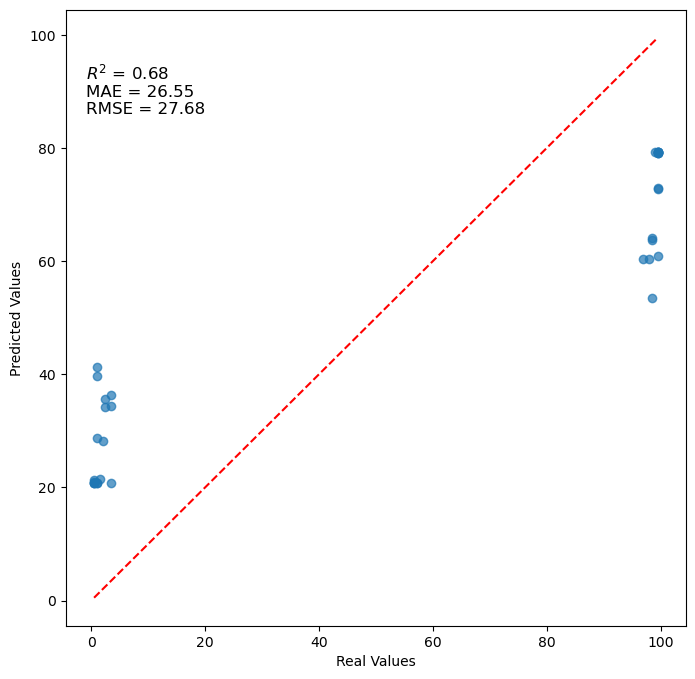 100
80
60
40
20
0
R² = 0.68
MAE = 26.55
RMSE = 27.68
Predicted Values
0 20 40 60 80 100
Real Values